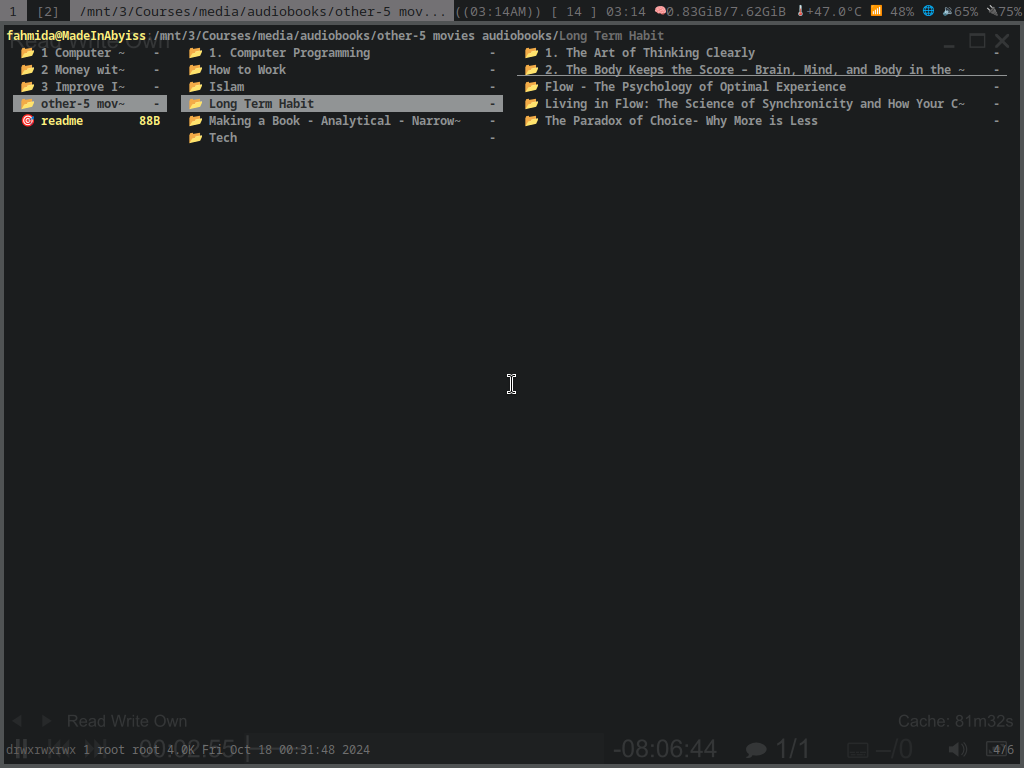 1 [2] /mnt/3/Courses/media/audiobooks/other-5 mov... ((03:14AM)) [ 14 ] 03:14 0.83GiB/7.62GiB +47.0°C 48% 65% 75%
Read Write Own
fahmida@MadeInAbyiss /mnt/3/Courses/media/audiobooks/other-5 movies audiobooks/Long Term Habit
1 Computer ~ - 1. Computer Programming - 1. The Art of Thinking Clearly -
2 Money wit~ - How to Work - 2. The Body Keeps the Score - Brain, Mind, and Body in the ~ -
3 Improve I~ - Islam - Flow - The Psychology of Optimal Experience -
other-5 mov~ - Long Term Habit - Living in Flow: The Science of Synchronicity and How Your C~ -
readme 88B Making a Book - Analytical - Narrow~ - The Paradox of Choice- Why More is Less -
Tech -
Read Write Own Cache: 81m32s
00:02:55 -08:06:44 1/1 –/0
drwxrwxrwx 1 root root 4.0K Fri Oct 18 00:31:48 2024 4/6